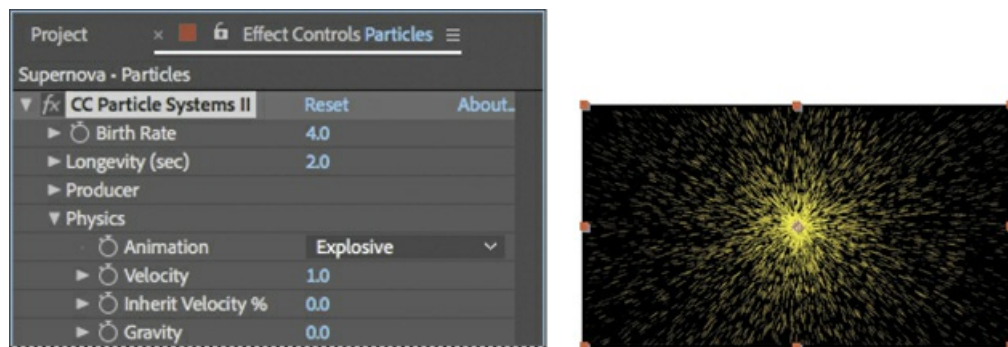 Project × Effect Controls Particles ≡
Supernova • Particles
fx CC Particle Systems II Reset About..
Birth Rate 4.0
Longevity (sec) 2.0
Producer
Physics
Animation Explosive
Velocity 1.0
Inherit Velocity % 0.0
Gravity 0.0